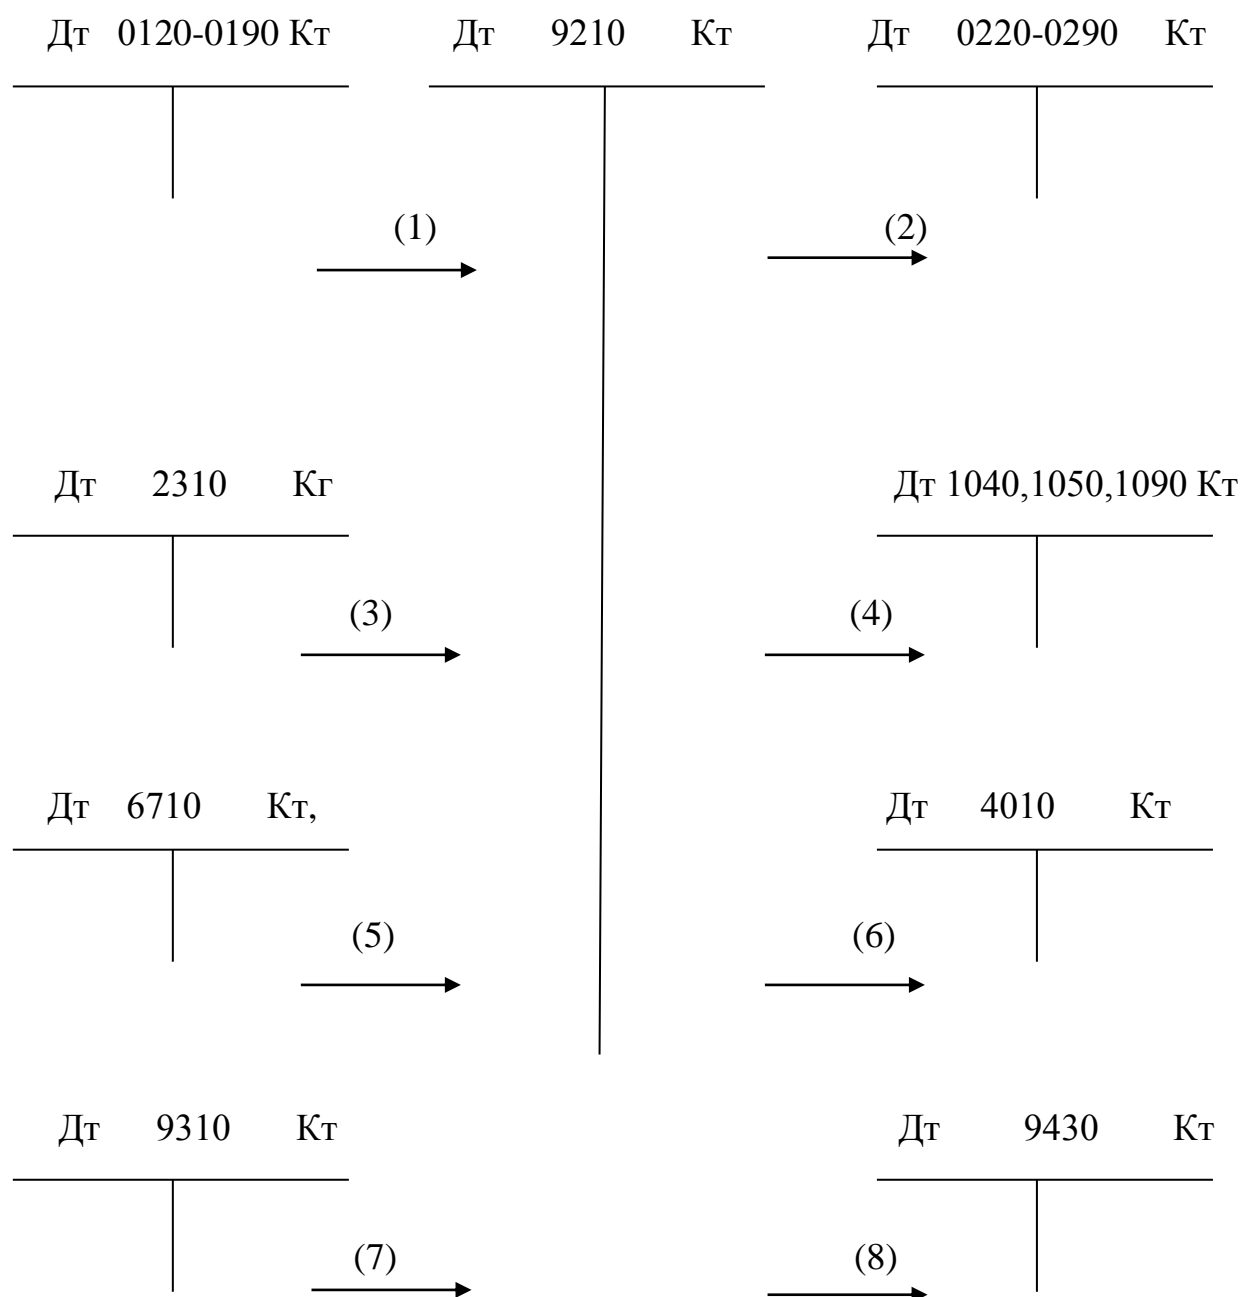 Дт 0120-0190 Кт Дт 9210 Кт Дт 0220-0290 Кт
(1) (2)
Дт 2310 Кг Дт 1040,1050,1090 Кт
(3) (4)
Дт 6710 Кт, Дт 4010 Кт
(5) (6)
Дт 9310 Кт Дт 9430 Кт
(7) (8)